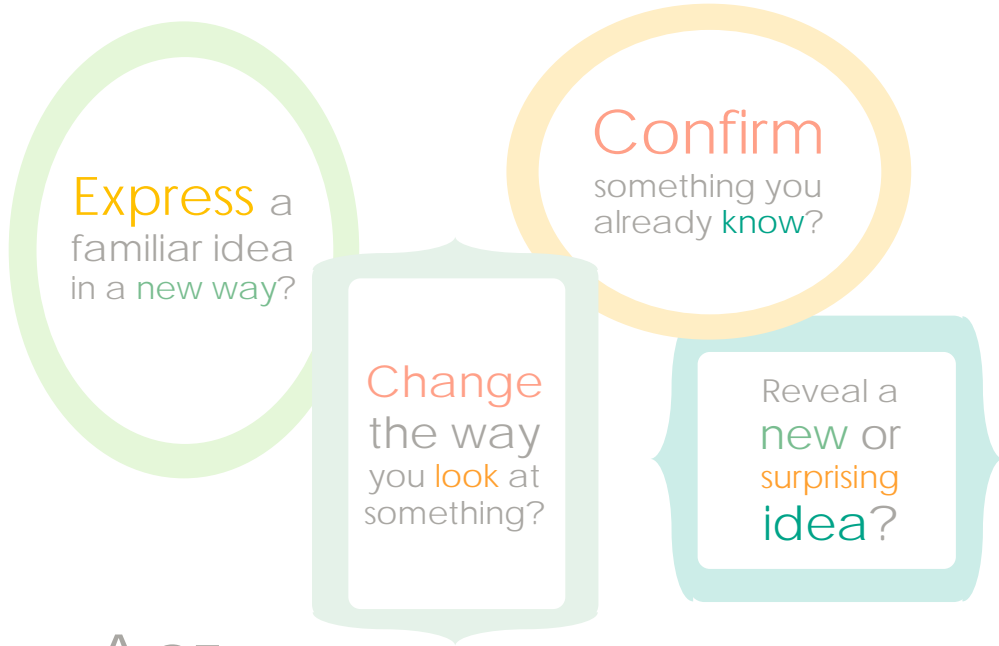 Express a
familiar idea
in a new way?
Confirm
something you
already know?
Change
the way
you look at
something?
Reveal a
new or
surprising
idea?